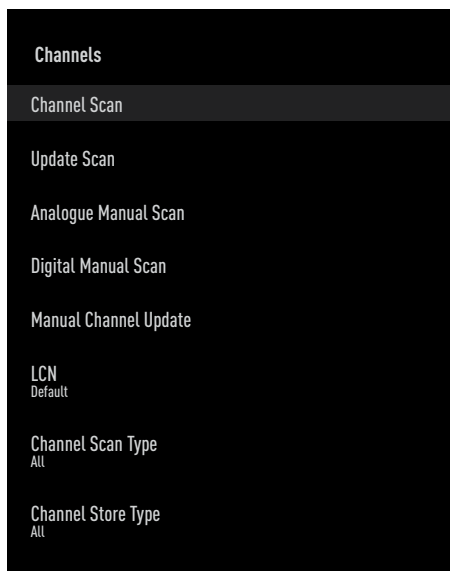 Channels
Channel Scan
Update Scan
Analogue Manual Scan
Digital Manual Scan
Manual Channel Update
LCN
Default
Channel Scan Type
All
Channel Store Type
All